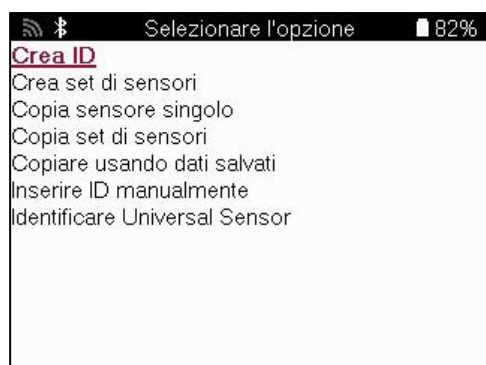 Selezionare l'opzione 82%
Crea ID
Crea set di sensori
Copia sensore singolo
Copia set di sensori
Copiare usando dati salvati
Inserire ID manualmente
Identificare Universal Sensor